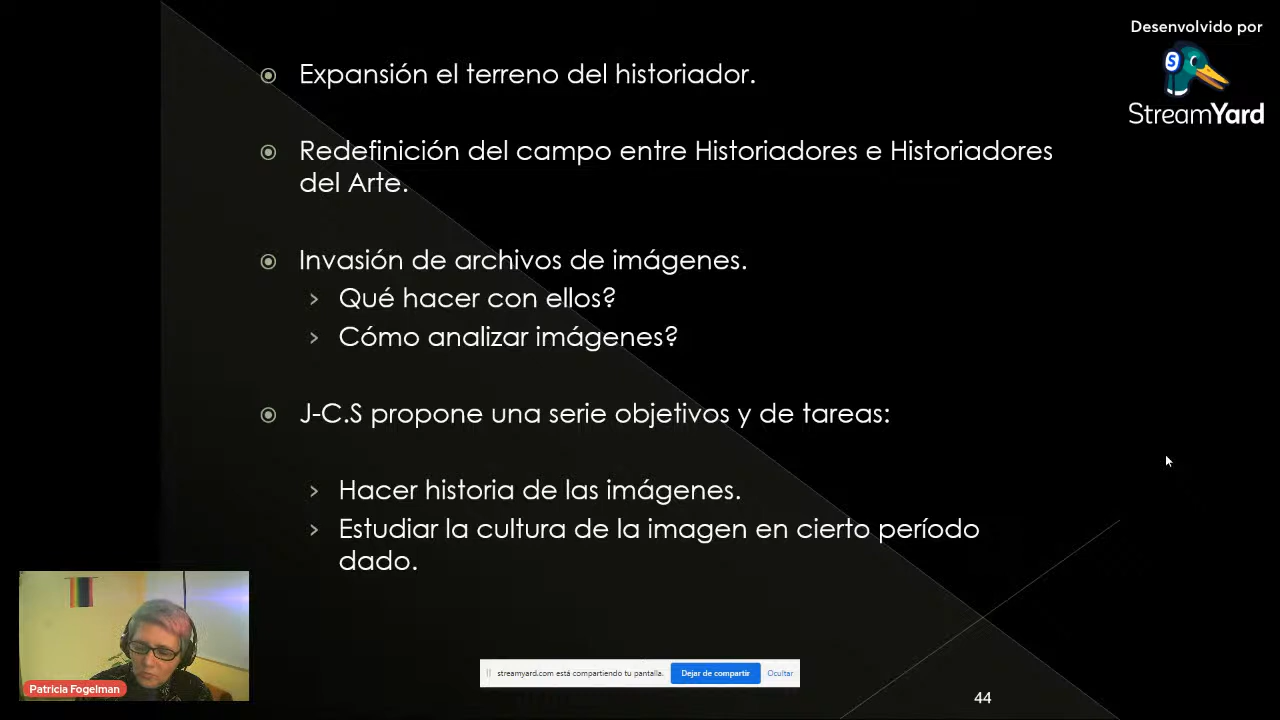 Desenvolvido por
StreamYard
Expansión el terreno del historiador.
Redefinición del campo entre Historiadores e Historiadores
del Arte.
Invasión de archivos de imágenes.
Qué hacer con ellos?
Cómo analizar imágenes?
J-C.S propone una serie objetivos y de tareas:
Hacer historia de las imágenes.
Estudiar la cultura de la imagen en cierto período
dado.
Patricia Fogelman
streamyard.com está compartiendo tu pantalla.
Dejar de compartir
Ocultar
44